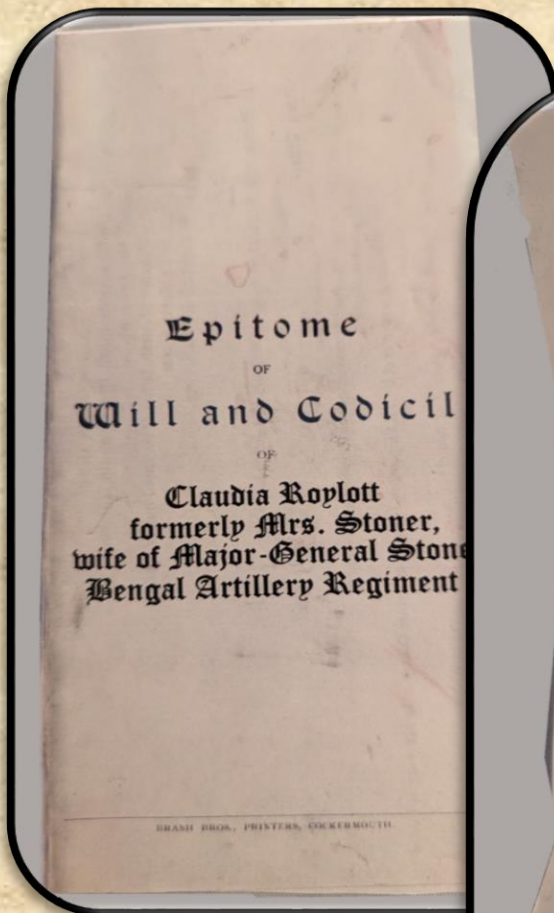 Epitome
OF
Will and Codicil
OF
Claudia Roylott
formerly Mrs. Stoner,
wife of Major-General Stone
Bengal Artillery Regiment
BRASH BROS., PRINTERS, COCKERMOUTH.